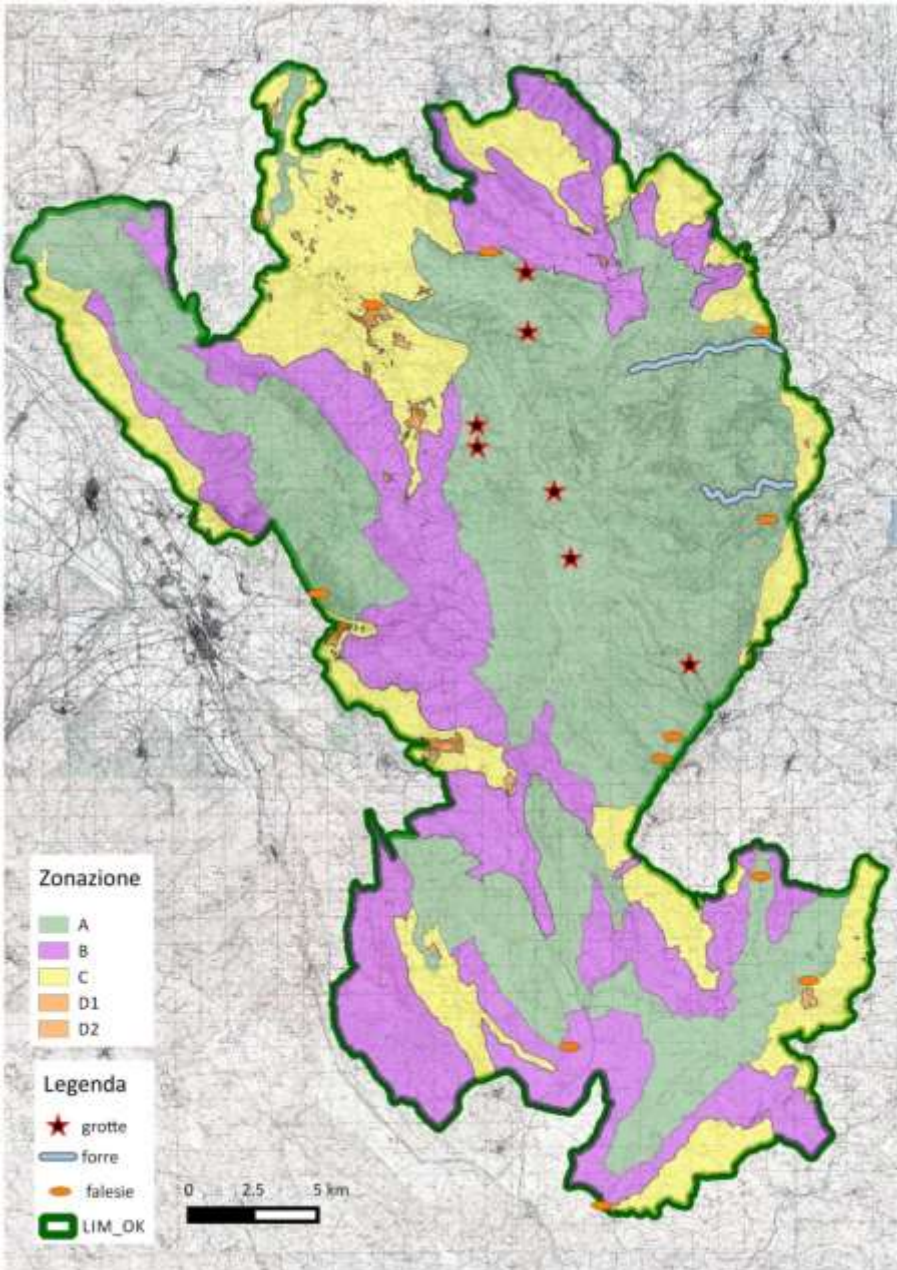 Zonazione
A
B
C
D1
D2
Legenda
grotte
forre
falesie
LIM_OK
0 2.5 5 km